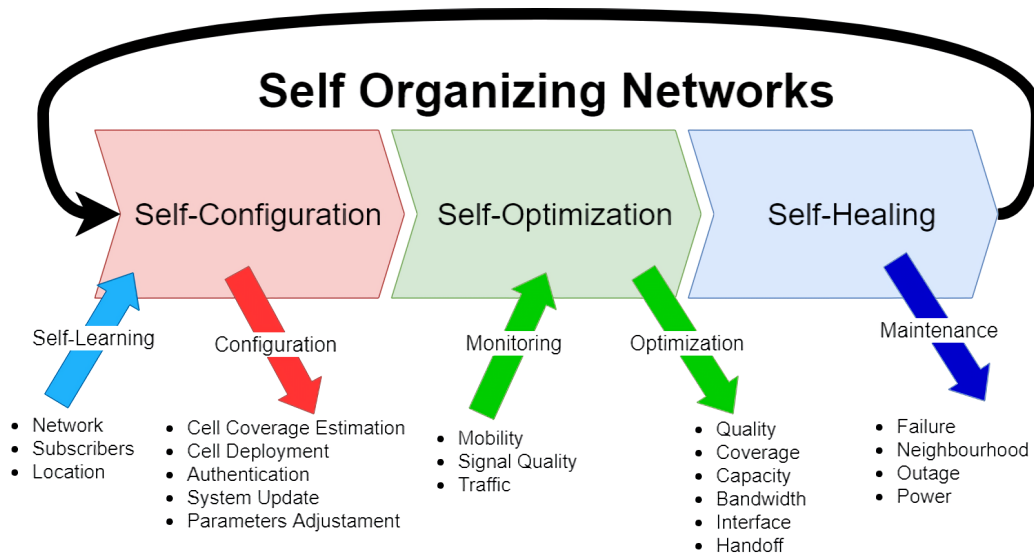 Self Organizing Networks
Self-Configuration
Self-Optimization
Self-Healing
Self-Learning
Configuration
Monitoring
Optimization
Maintenance
• Network
• Subscribers
• Location
• Cell Coverage Estimation
• Cell Deployment
• Authentication
• System Update
• Parameters Adjustament
• Mobility
• Signal Quality
• Traffic
• Quality
• Coverage
• Capacity
• Bandwidth
• Interface
• Handoff
• Failure
• Neighbourhood
• Outage
• Power